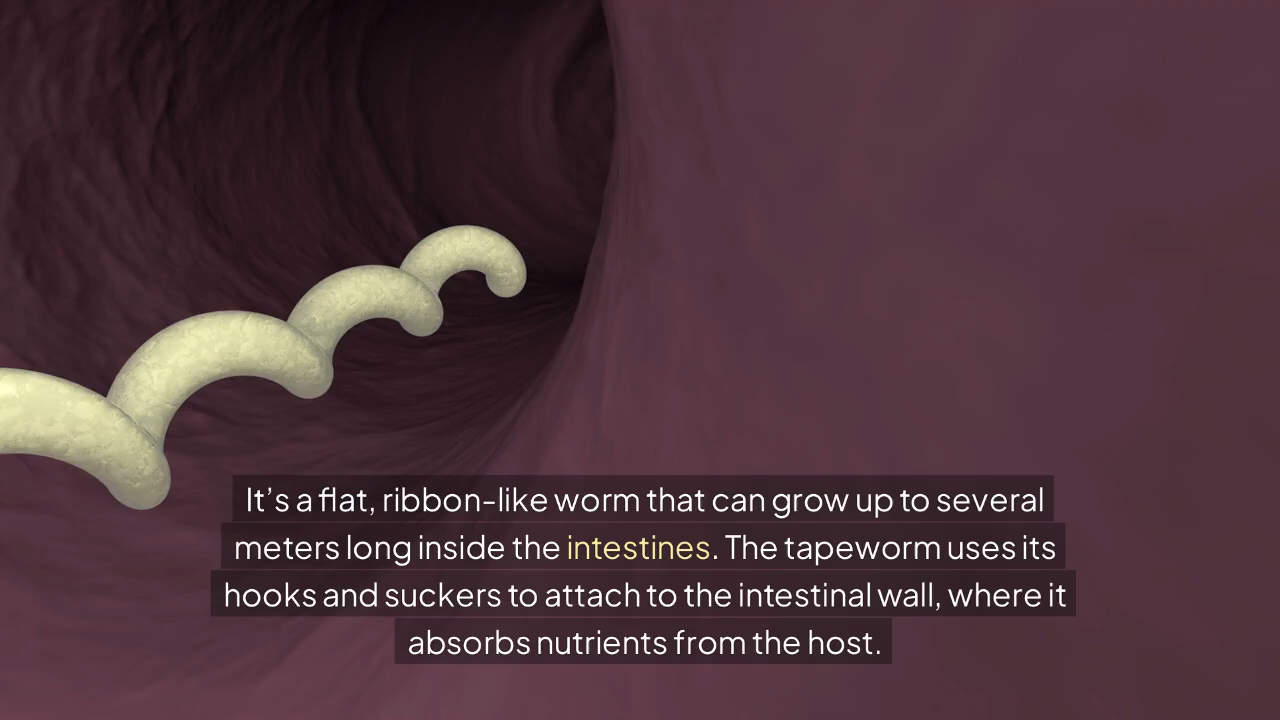 It’s a flat, ribbon-like worm that can grow up to several
meters long inside the intestines. The tapeworm uses its
hooks and suckers to attach to the intestinal wall, where it
absorbs nutrients from the host.